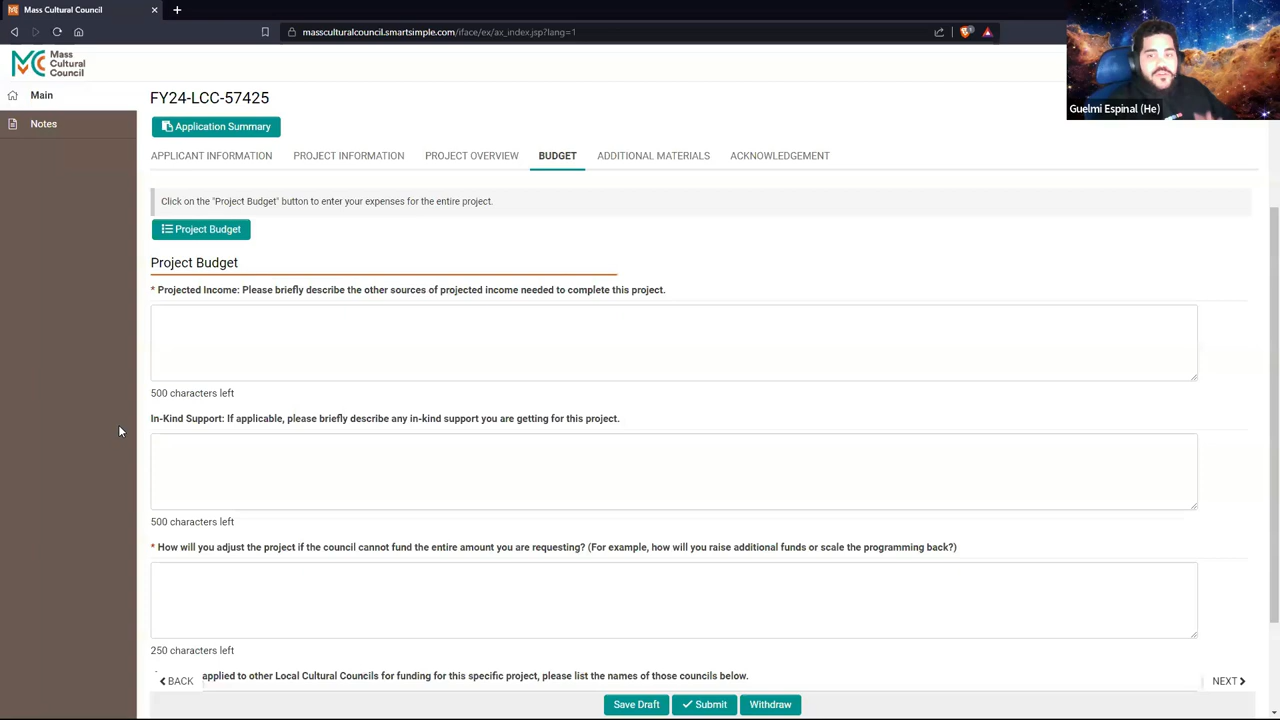 Mass Cultural Council
massculturalcouncil.smartsimple.com/iface/ex/ax_index.jsp?lang=1
Mass
Cultural
Council
Guelmi Espinal (He)
Main
Notes
FY24-LCC-57425
Application Summary
APPLICANT INFORMATION PROJECT INFORMATION PROJECT OVERVIEW BUDGET ADDITIONAL MATERIALS ACKNOWLEDGEMENT
Click on the "Project Budget" button to enter your expenses for the entire project.
Project Budget
Project Budget
* Projected Income: Please briefly describe the other sources of projected income needed to complete this project.
500 characters left
In-Kind Support: If applicable, please briefly describe any in-kind support you are getting for this project.
500 characters left
* How will you adjust the project if the council cannot fund the entire amount you are requesting? (For example, how will you raise additional funds or scale the programming back?)
250 characters left
applied to other Local Cultural Councils for funding for this specific project, please list the names of those councils below.
BACK NEXT
Save Draft Submit Withdraw